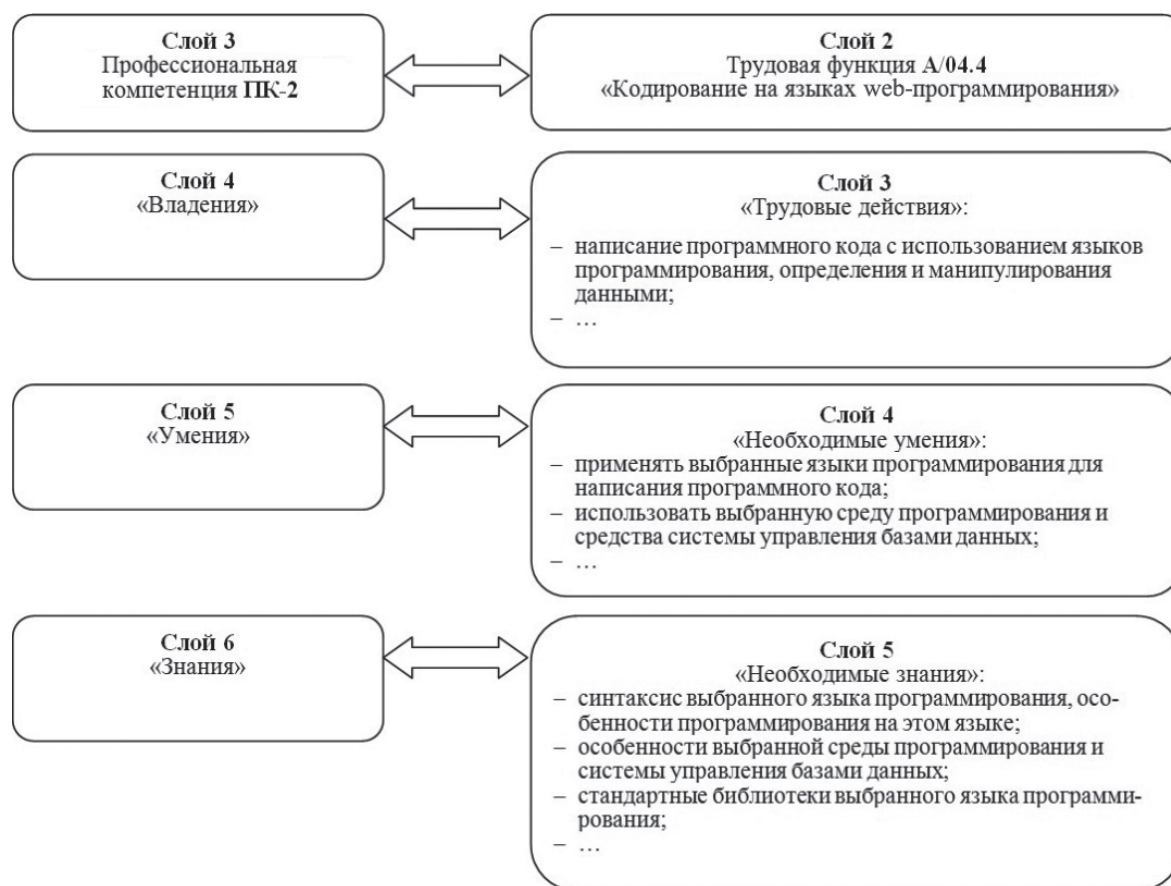 Слой 3
Профессиональная
компетенция ПК-2
Слой 2
Трудовая функция А/04.4
«Кодирование на языках web-программирования»
Слой 4
«Владения»
Слой 3
«Трудовые действия»:
– написание программного кода с использованием языков
программирования, определения и манипулирования
данными;
– …
Слой 5
«Умения»
Слой 4
«Необходимые умения»:
– применять выбранные языки программирования для
написания программного кода;
– использовать выбранную среду программирования и
средства системы управления базами данных;
– …
Слой 6
«Знания»
Слой 5
«Необходимые знания»:
– синтаксис выбранного языка программирования, осо-
бенности программирования на этом языке;
– особенности выбранной среды программирования и
системы управления базами данных;
– стандартные библиотеки выбранного языка программи-
рования;
– …